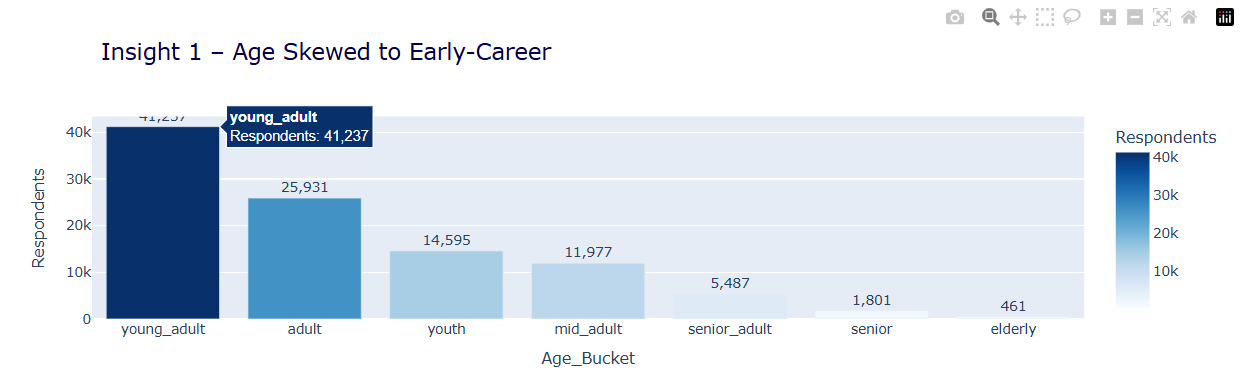 Insight 1 – Age Skewed to Early-Career
41,237
young_adult
Respondents: 41,237
25,931
14,595
11,977
5,487
1,801
461
40k
30k
20k
10k
0
Respondents
young_adult
adult
youth
mid_adult
senior_adult
senior
elderly
Age_Bucket
Respondents
40k
30k
20k
10k